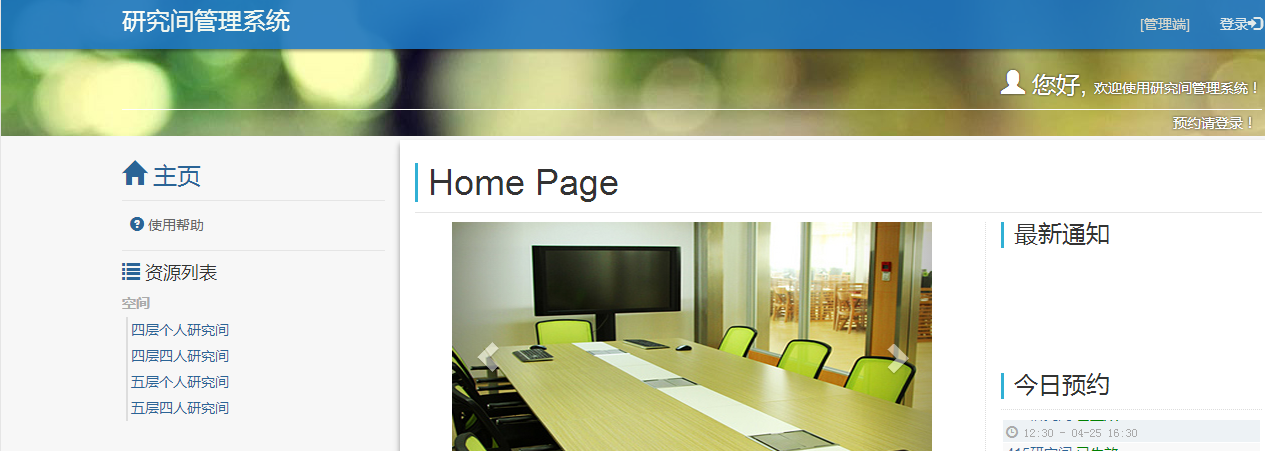 研究间管理系统
[管理端] 登录
您好, 欢迎使用研究间管理系统！
预约请登录！
主页
使用帮助
资源列表
空间
四层个人研究间
四层四人研究间
五层个人研究间
五层四人研究间
Home Page
最新通知
今日预约
12:30 - 04-25 16:30